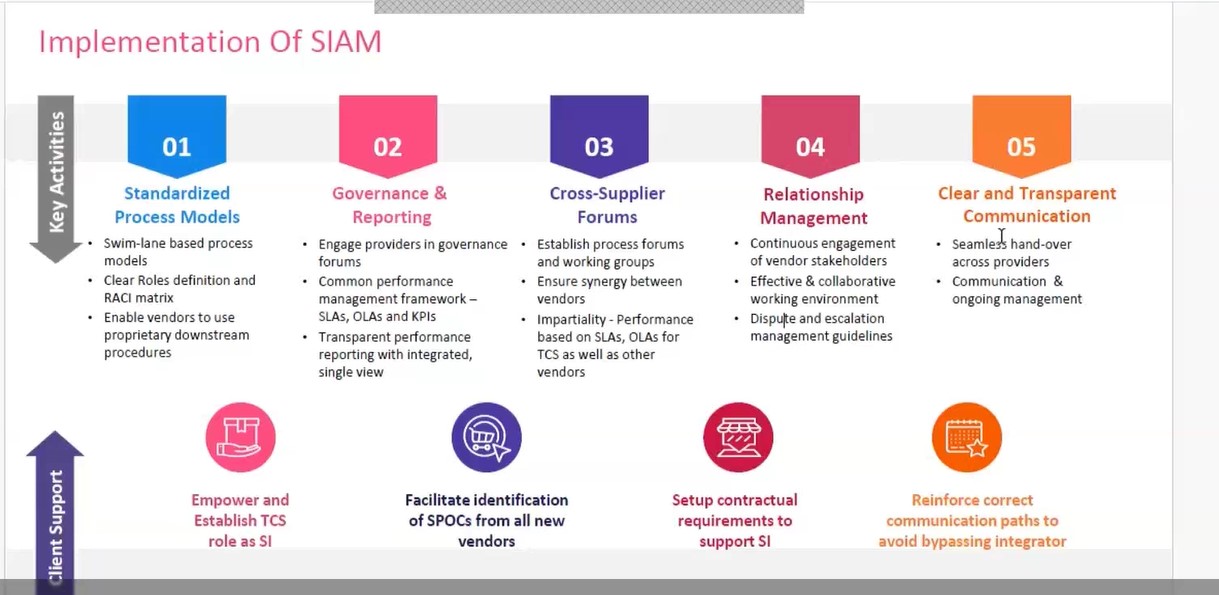 Implementation Of SIAM
Key Activities
01
Standardized
Process Models
• Swim-lane based process
models
• Clear Roles definition and
RACI matrix
• Enable vendors to use
proprietary downstream
procedures
02
Governance &
Reporting
• Engage providers in governance
forums
• Common performance
management framework –
SLAs, OLAs and KPIs
• Transparent performance
reporting with integrated,
single view
03
Cross-Supplier
Forums
• Establish process forums
and working groups
• Ensure synergy between
vendors
• Impartiality - Performance
based on SLAs, OLAs for
TCS as well as other
vendors
04
Relationship
Management
• Continuous engagement
of vendor stakeholders
• Effective & collaborative
working environment
• Dispute and escalation
management guidelines
05
Clear and Transparent
Communication
• Seamless hand-over
across providers
• Communication &
ongoing management
Client Support
Empower and
Establish TCS
role as SI
Facilitate identification
of SPOCs from all new
vendors
Setup contractual
requirements to
support SI
Reinforce correct
communication paths to
avoid bypassing integrator